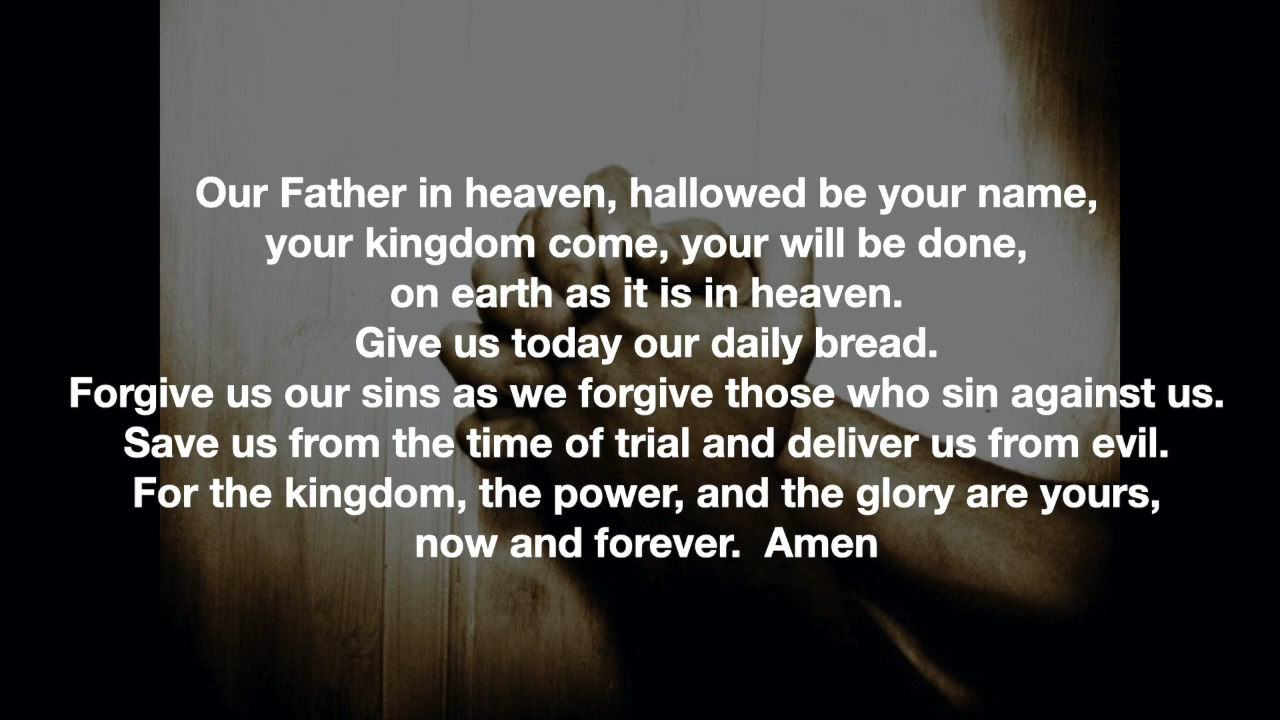 Our Father in heaven, hallowed be your name,
your kingdom come, your will be done,
on earth as it is in heaven.
Give us today our daily bread.
Forgive us our sins as we forgive those who sin against us.
Save us from the time of trial and deliver us from evil.
For the kingdom, the power, and the glory are yours,
now and forever.  Amen